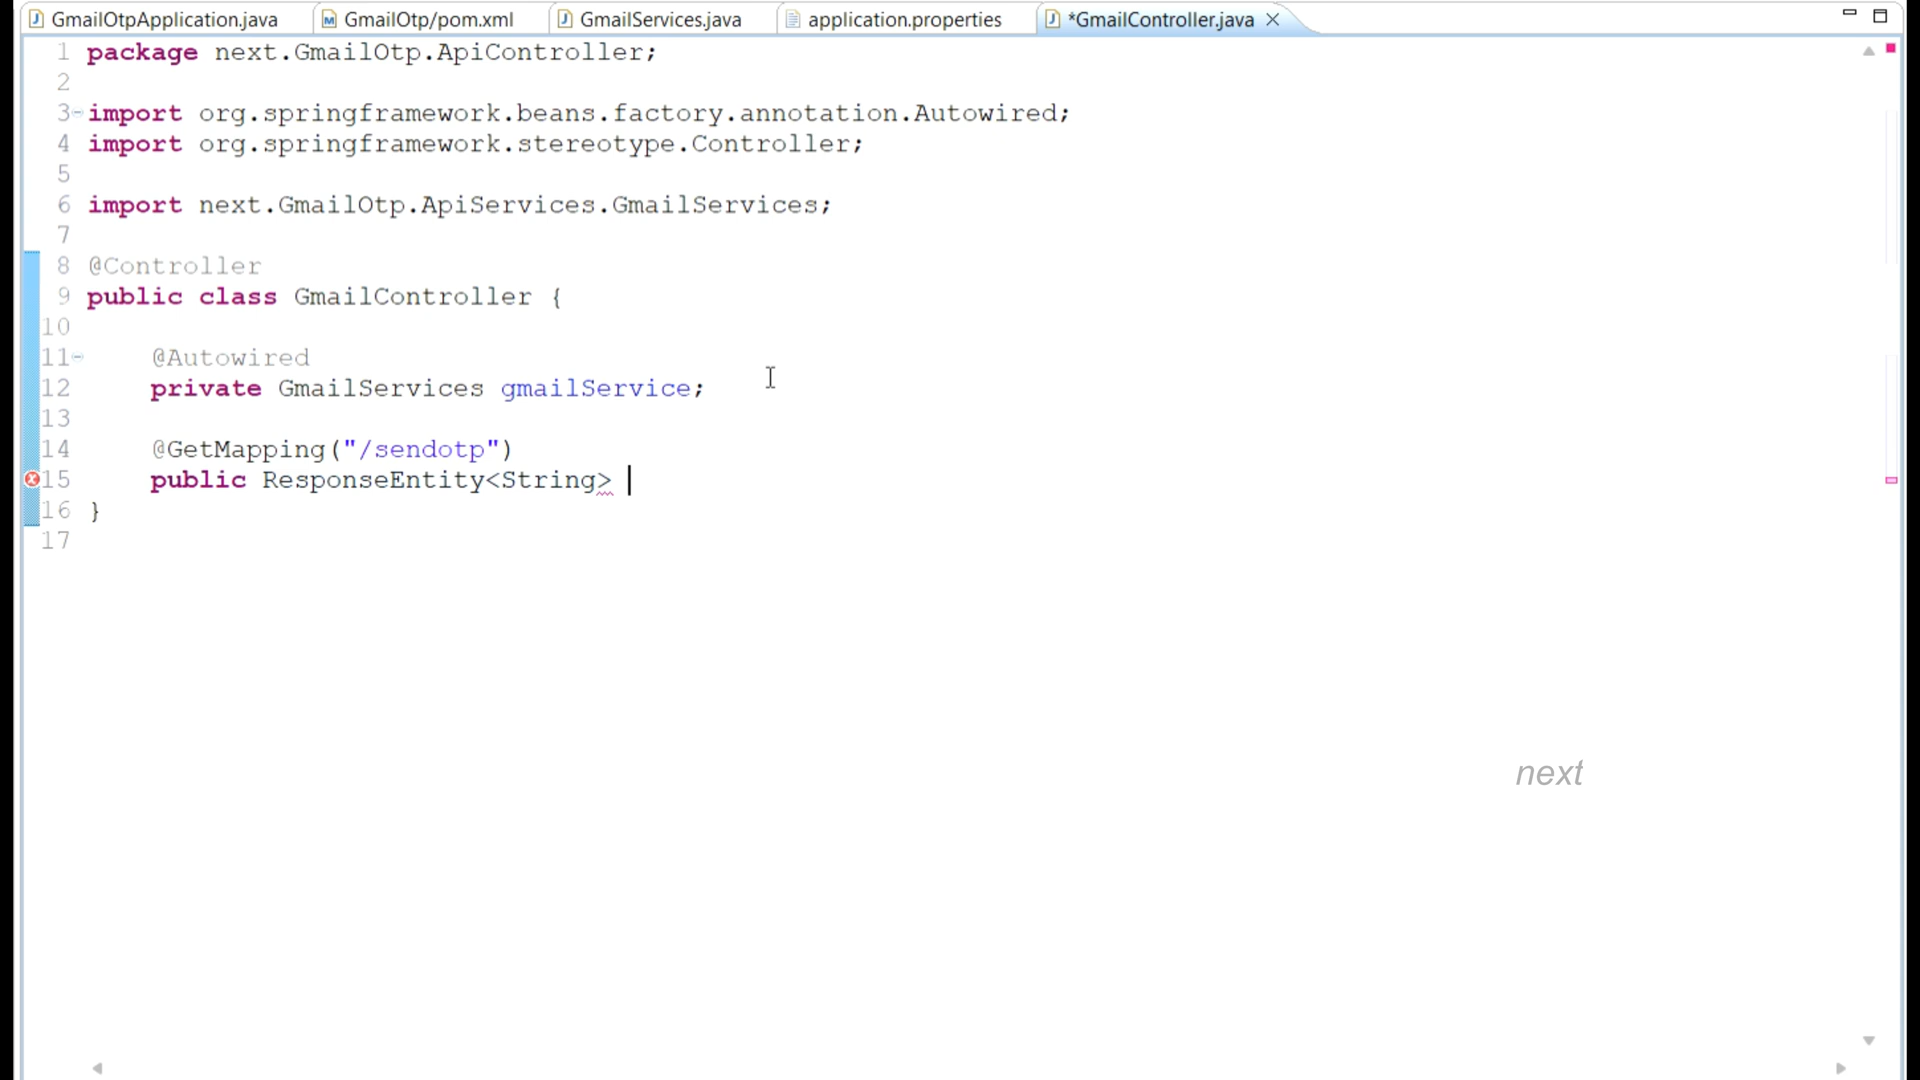 GmailOtpApplication.java GmailOtp/pom.xml GmailServices.java application.properties *GmailController.java
1 package next.GmailOtp.ApiController;
2
3 import org.springframework.beans.factory.annotation.Autowired;
4 import org.springframework.stereotype.Controller;
5
6 import next.GmailOtp.ApiServices.GmailServices;
7
8 @Controller
9 public class GmailController {
10
11 @Autowired
12 private GmailServices gmailService;
13
14 @GetMapping("/sendotp")
15 public ResponseEntity<String>
16 }
17
next